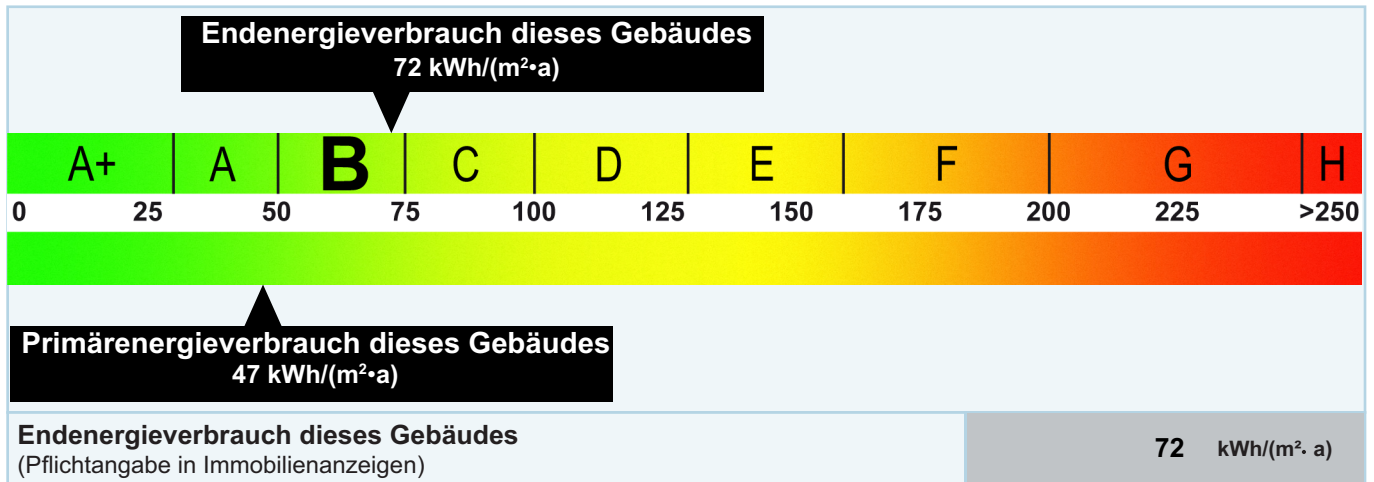 Endenergieverbrauch dieses Gebäudes
72 kWh/(m²•a)
A+ A B C D E F G H
0 25 50 75 100 125 150 175 200 225 >250
Primärenergieverbrauch dieses Gebäudes
47 kWh/(m²•a)
Endenergieverbrauch dieses Gebäudes
(Pflichtangabe in Immobilienanzeigen)
72 kWh/(m²· a)